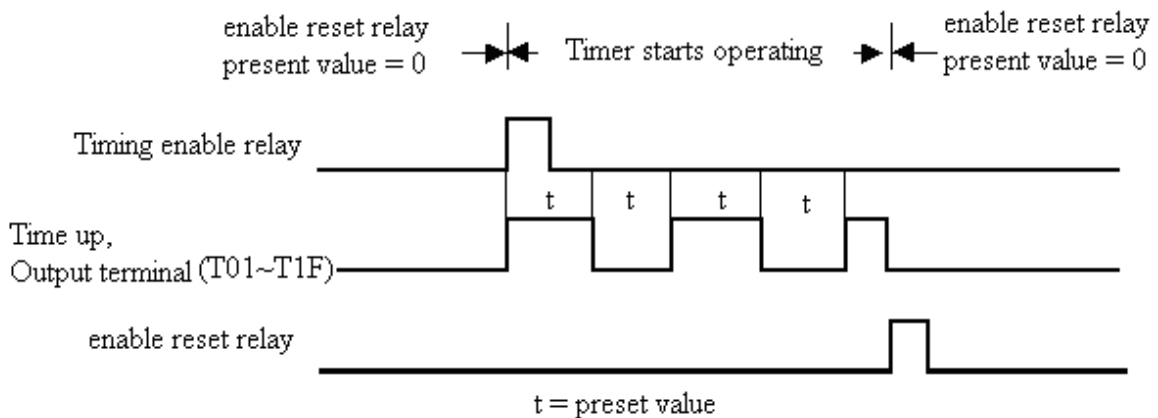 enable reset relay
present value = 0
Timer starts operating
enable reset relay
present value = 0
Timing enable relay
t
t
t
t
Time up,
Output terminal (T01~T1F)
enable reset relay
t = preset value